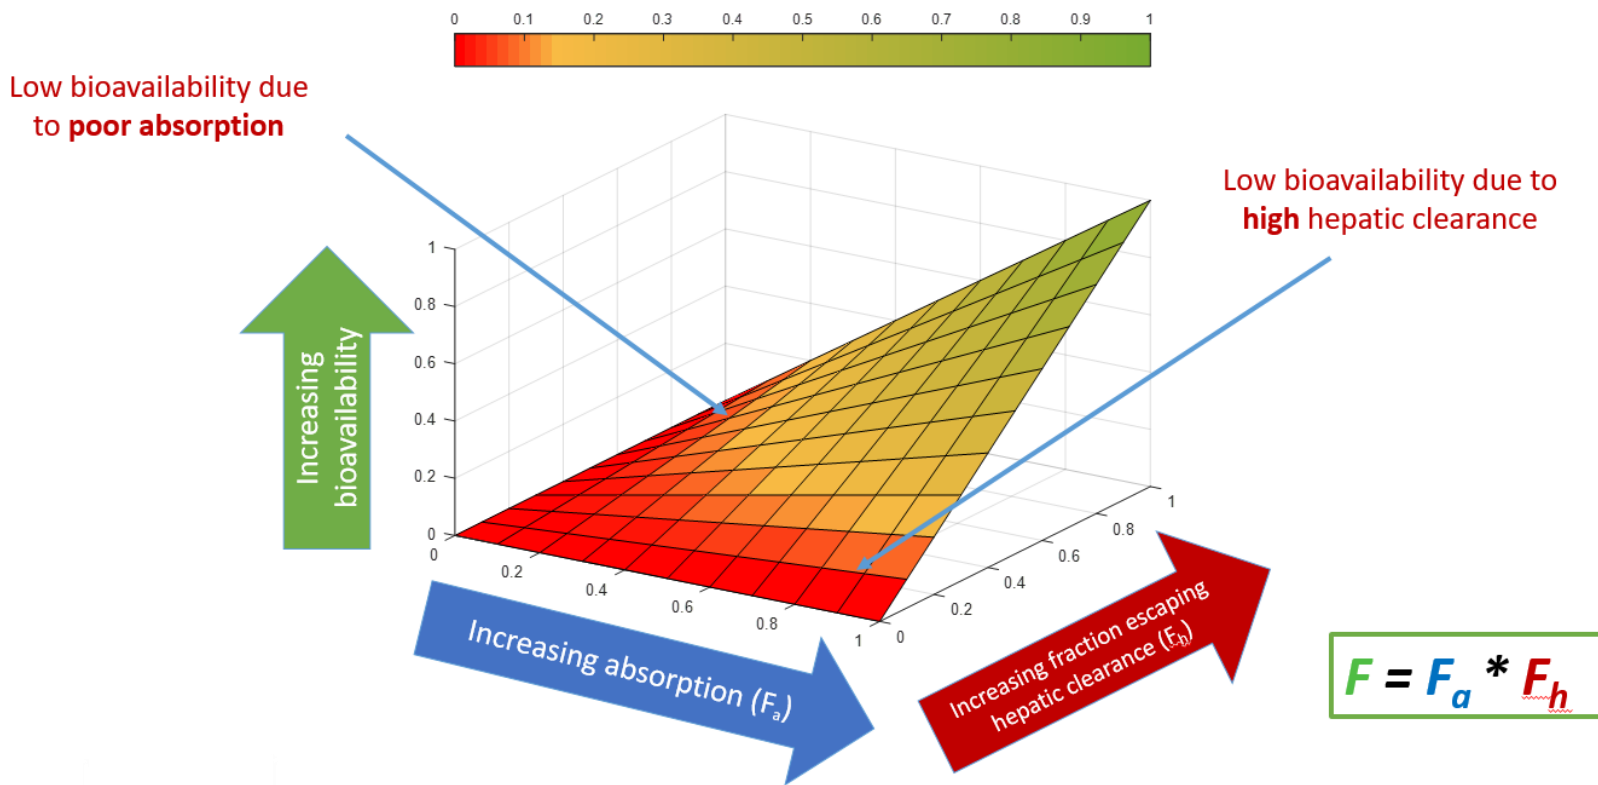 0 0.1 0.2 0.3 0.4 0.5 0.6 0.7 0.8 0.9 1
Low bioavailability due
to poor absorption
Low bioavailability due to
high hepatic clearance
Increasing
bioavailability
1
0.8
0.6
0.4
0.2
0
0
0.2
0.4
0.6
0.8
1
0
0.2
0.4
0.6
0.8
1
Increasing absorption (Fa)
Increasing fraction escaping
hepatic clearance (Fh)
F = Fa * Fh